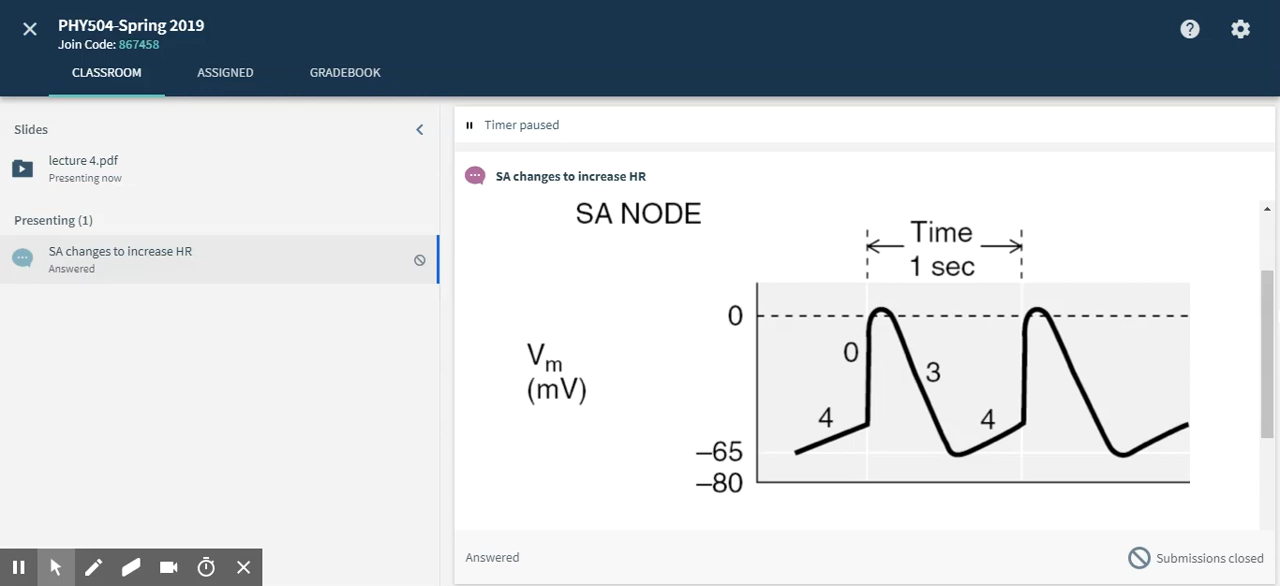 PHY504-Spring 2019
Join Code: 867458
CLASSROOM ASSIGNED GRADEBOOK
Slides
lecture 4.pdf
Presenting now
Presenting (1)
SA changes to increase HR
Answered
Timer paused
SA changes to increase HR
SA NODE
Time
1 sec
0
Vm
(mV)
0
3
4
4
–65
–80
Answered
Submissions closed